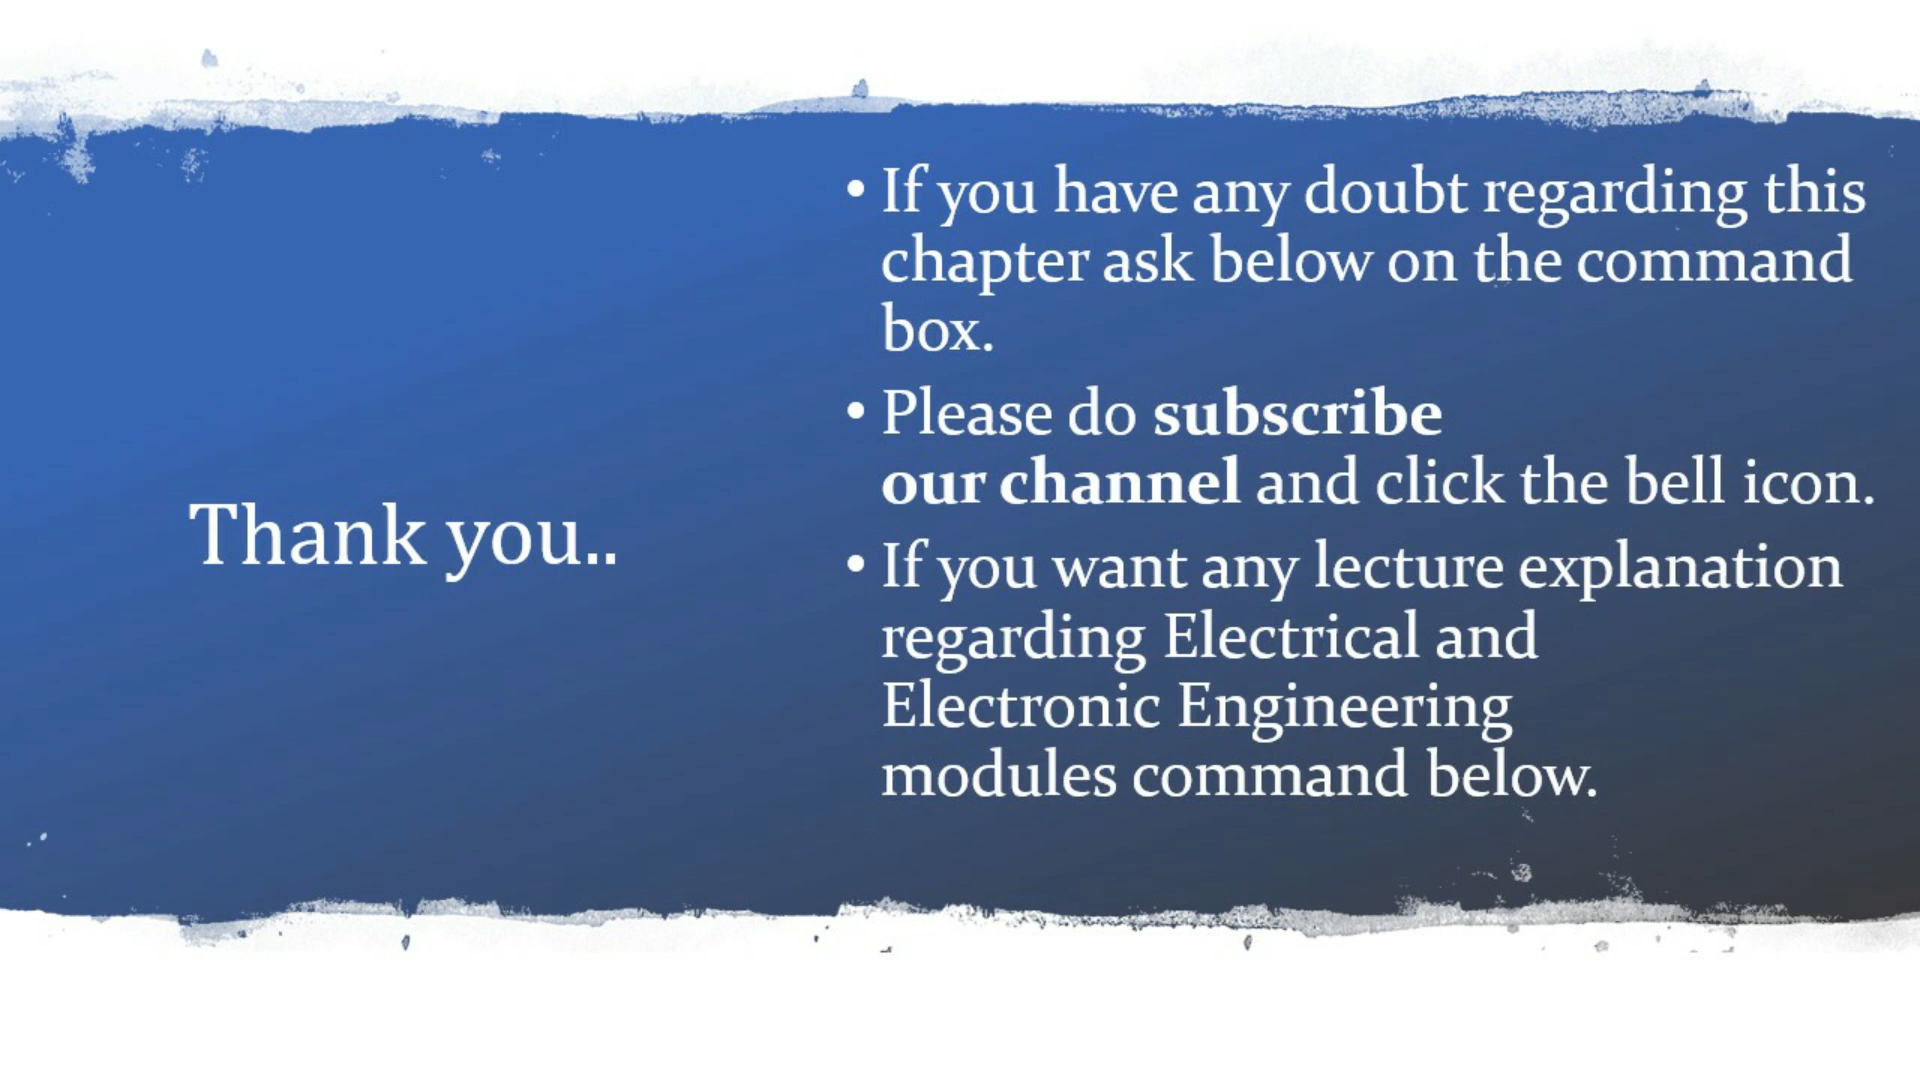 Thank you..
• If you have any doubt regarding this
chapter ask below on the command
box.
• Please do subscribe
our channel and click the bell icon.
• If you want any lecture explanation
regarding Electrical and
Electronic Engineering
modules command below.